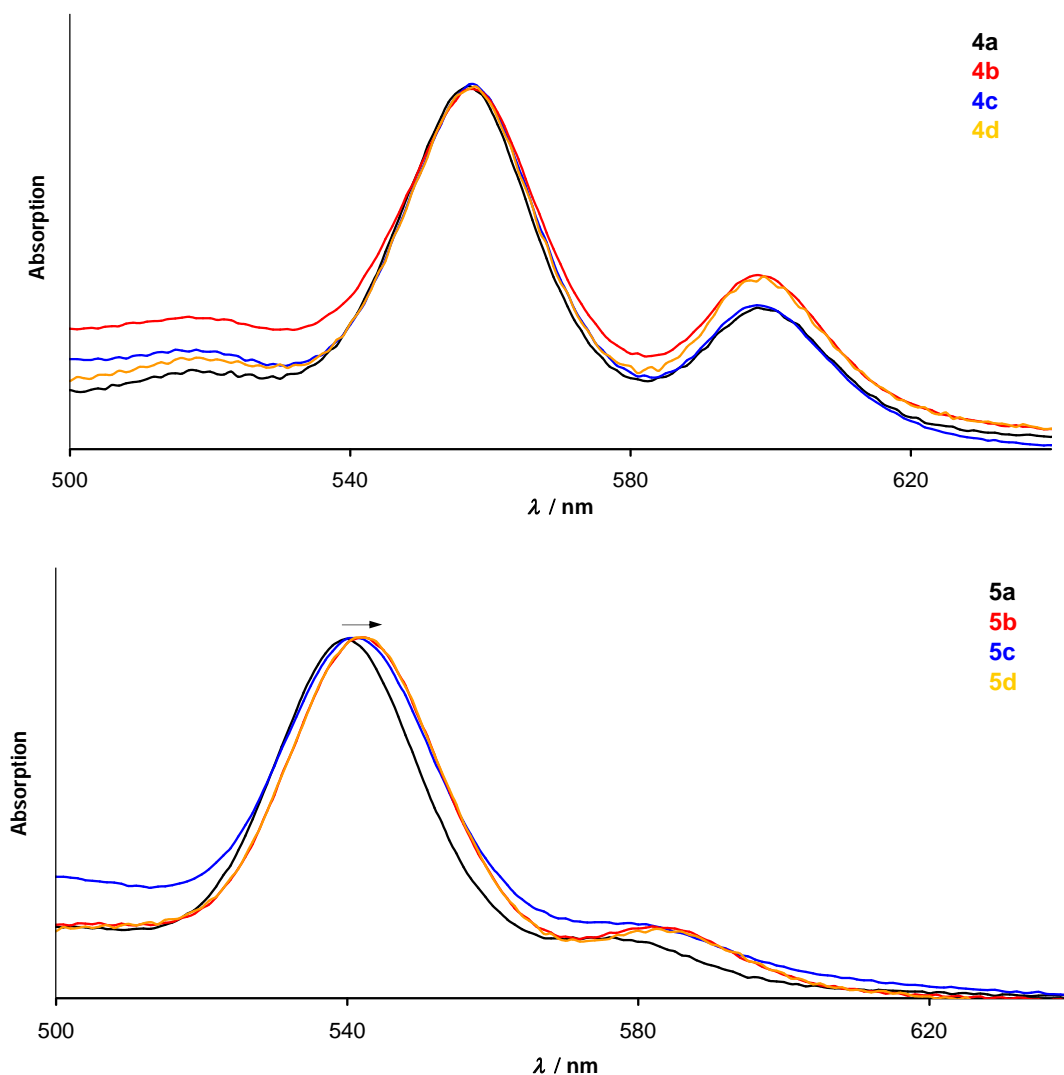 4a
4b
4c
4d
Absorption
500 540 580 620
λ / nm
5a
5b
5c
5d
Absorption
500 540 580 620
λ / nm